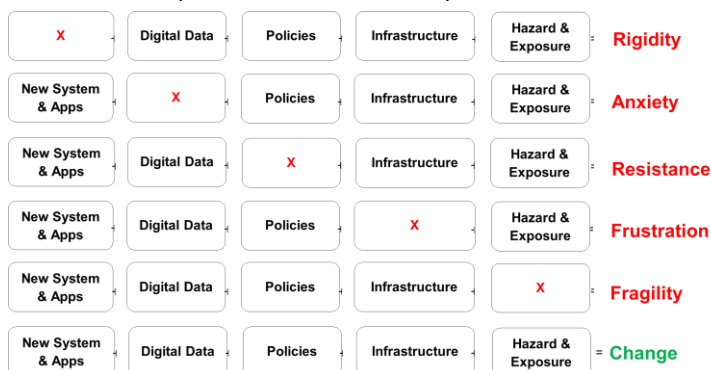 X Digital Data Policies Infrastructure Hazard & Exposure = Rigidity
New System & Apps X Policies Infrastructure Hazard & Exposure = Anxiety
New System & Apps Digital Data X Infrastructure Hazard & Exposure = Resistance
New System & Apps Digital Data Policies X Hazard & Exposure = Frustration
New System & Apps Digital Data Policies Infrastructure X = Fragility
New System & Apps Digital Data Policies Infrastructure Hazard & Exposure = Change